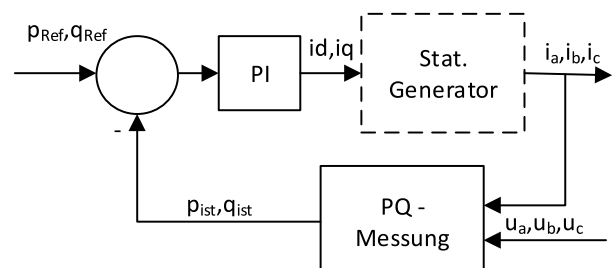 pRef,qRef
PI
id,iq
Stat.
Generator
ia,ib,ic
-
pist,qist
PQ -
Messung
ua,ub,uc